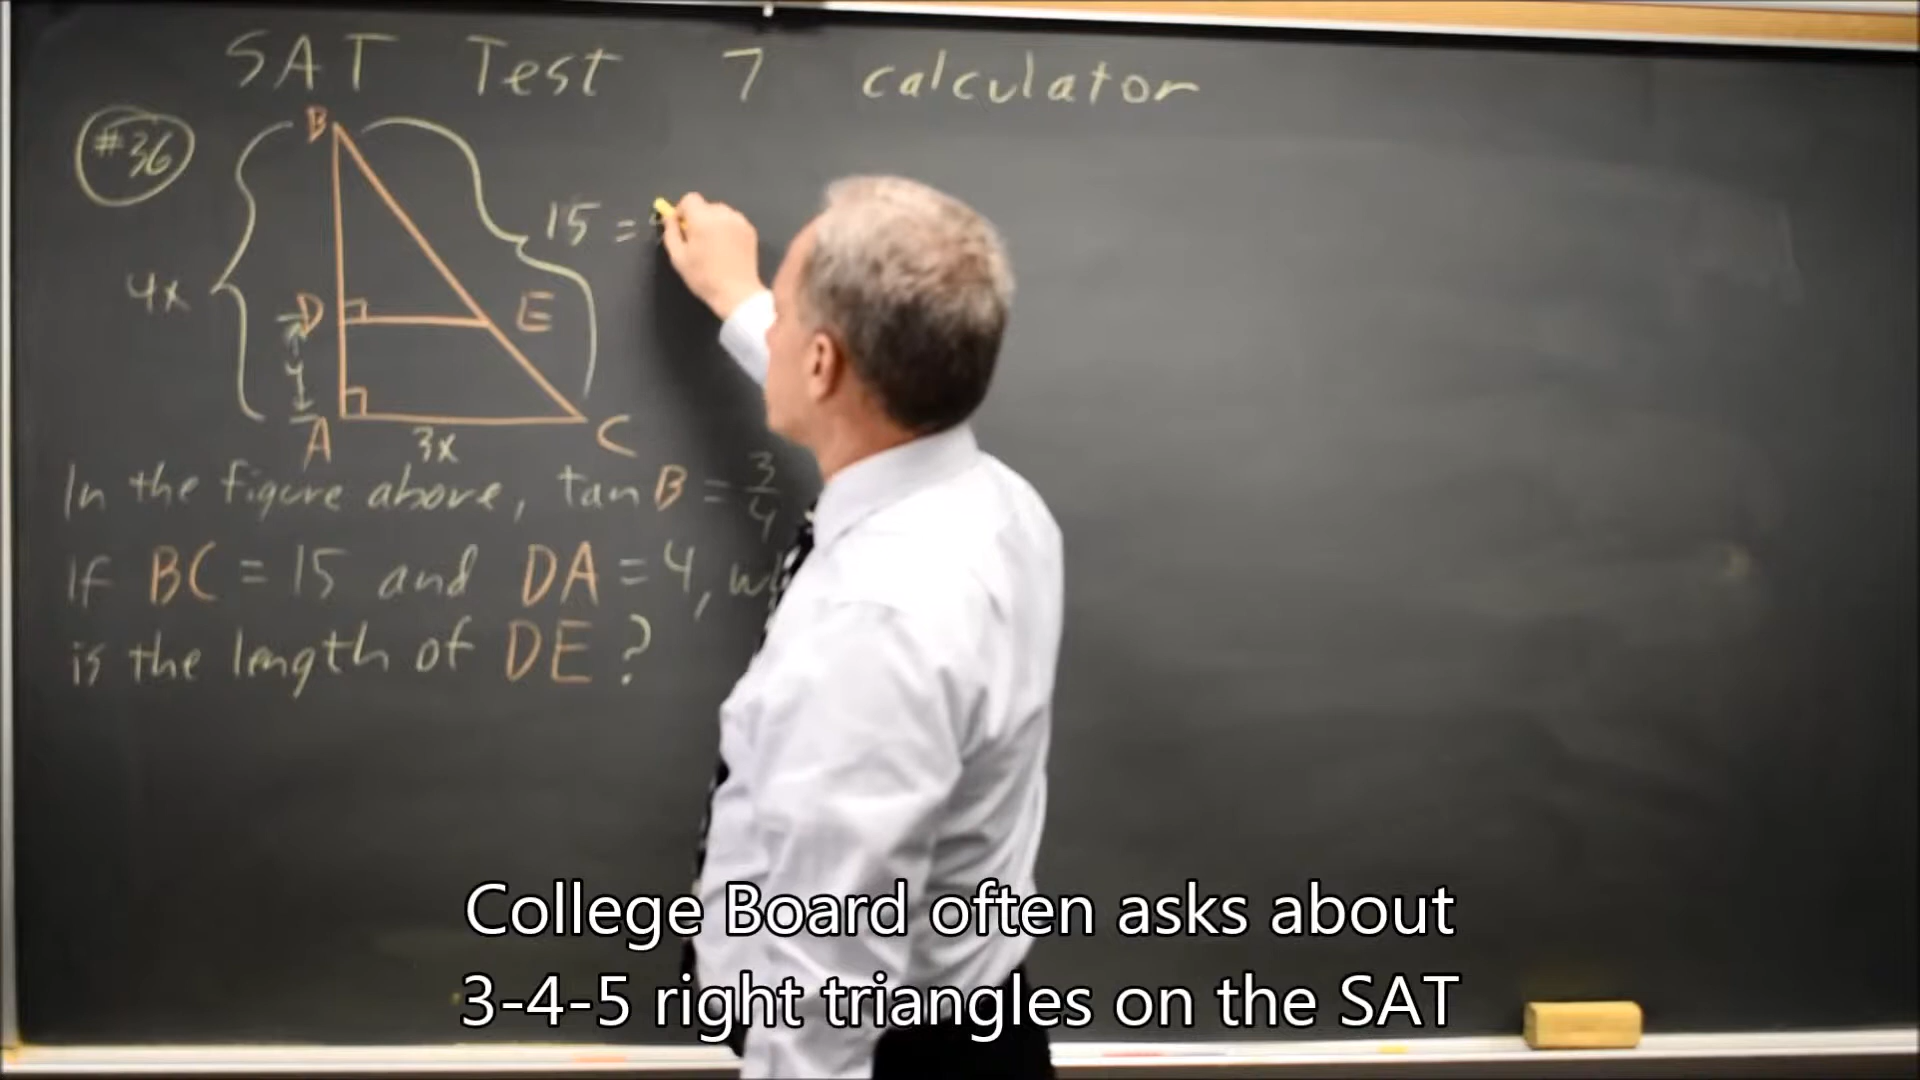 SAT Test 7 calculator
#36
B
15 =
4x
D
E
4
A
3x
C
In the figure above, tan B = 3/4
If BC = 15 and DA = 4,
is the length of DE ?
College Board often asks about
3-4-5 right triangles on the SAT